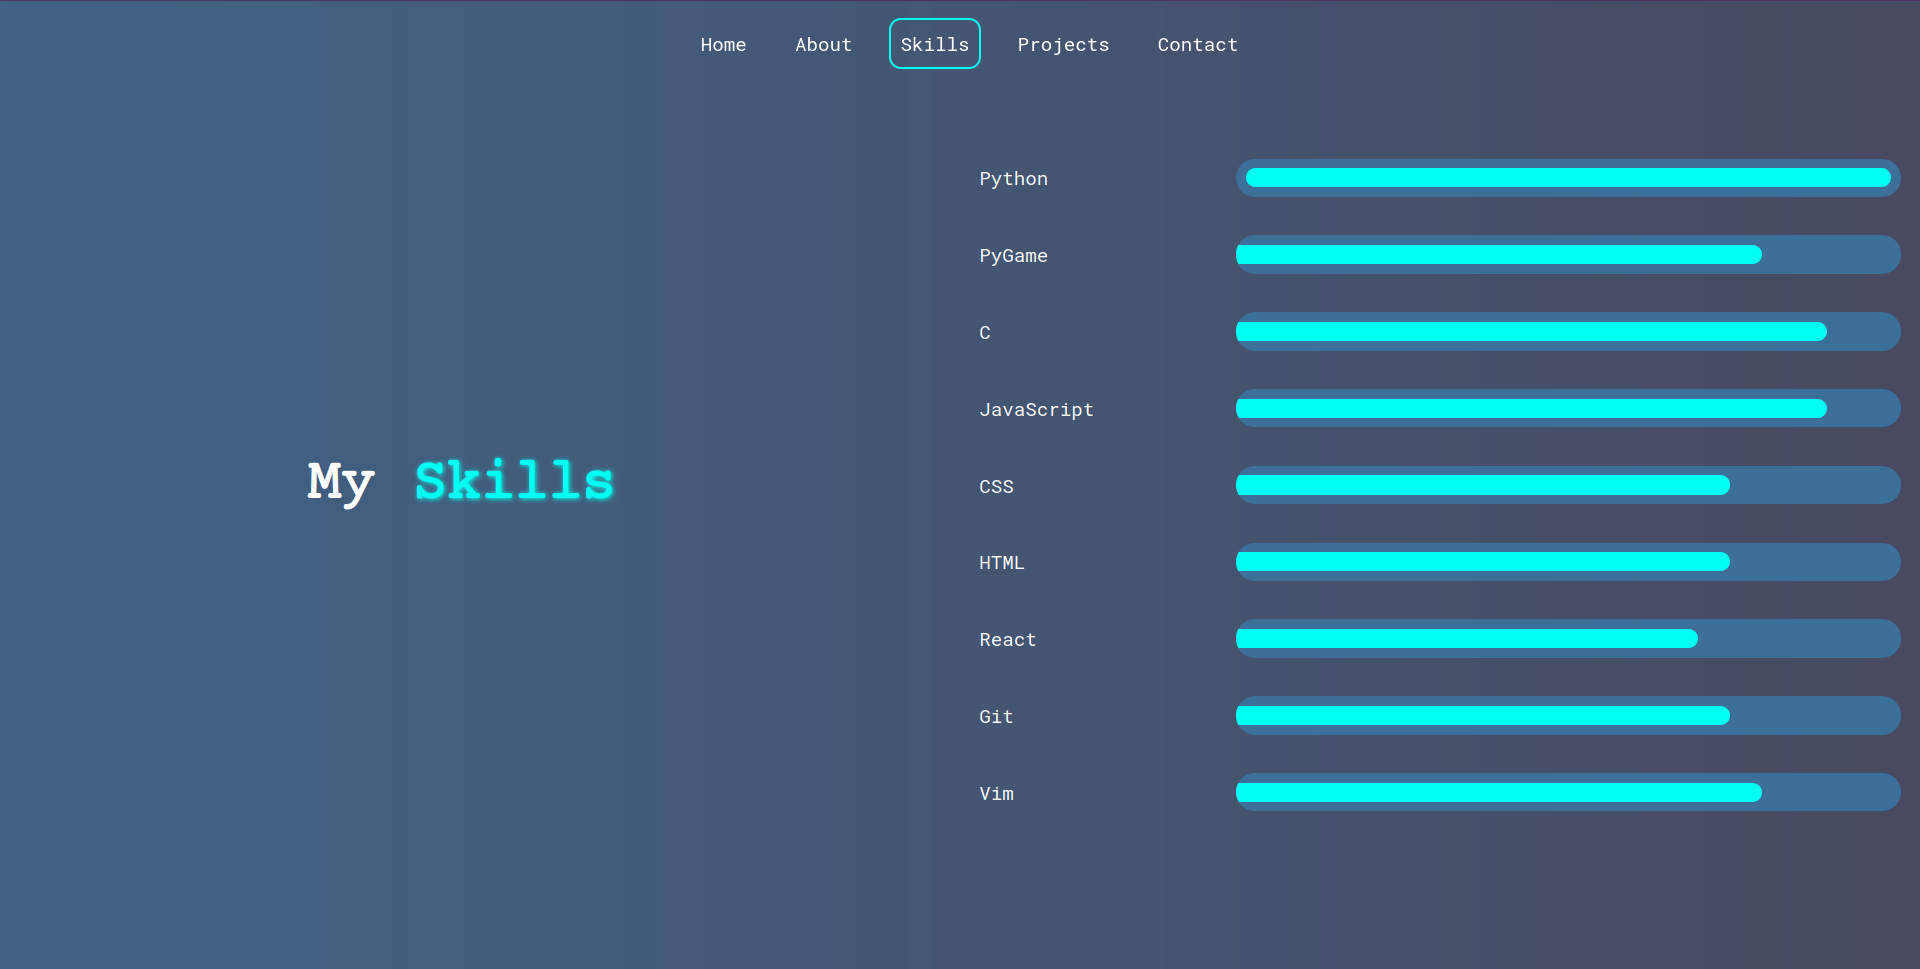 Home About Skills Projects Contact
My Skills
Python
PyGame
C
JavaScript
CSS
HTML
React
Git
Vim